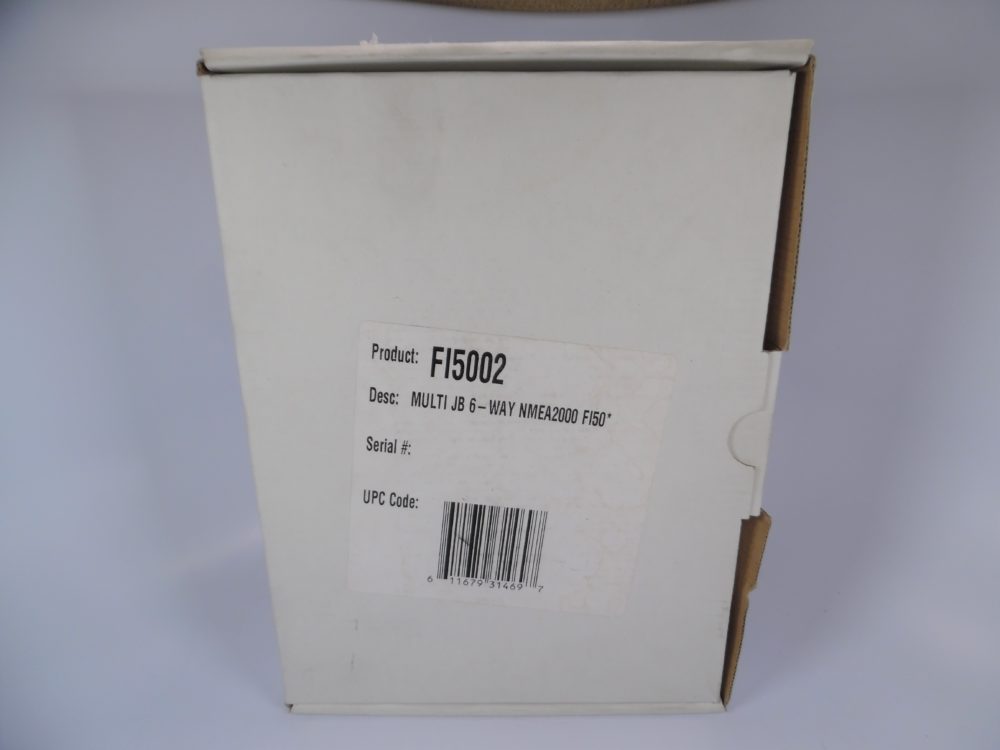 Product: FI5002
Desc: MULTI JB 6-WAY NMEA2000 FI50*
Serial #:
UPC Code:
6 11679 31469 7